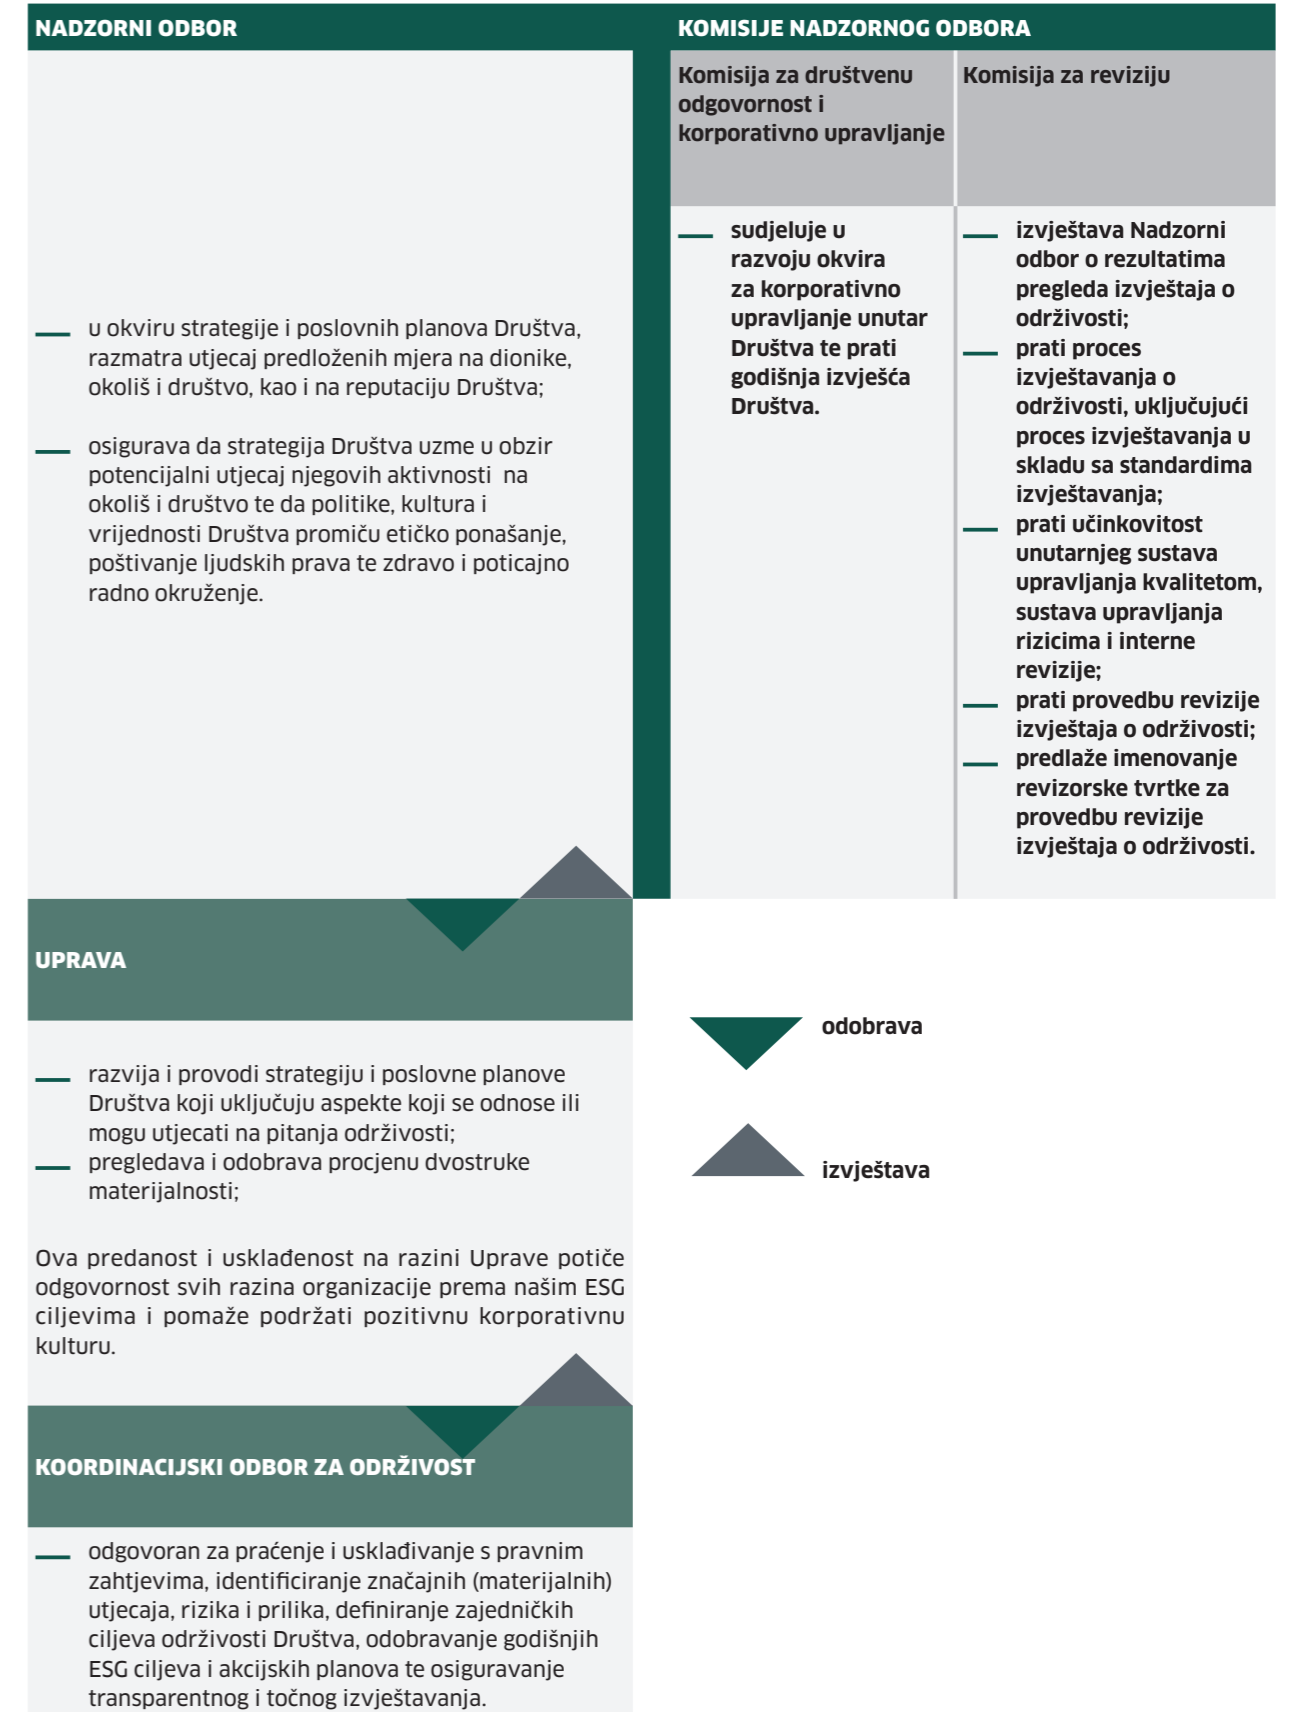 NADZORNI ODBOR
u okviru strategije i poslovnih planova Društva,
razmatra utjecaj predloženih mjera na dionike,
okoliš i društvo, kao i na reputaciju Društva;
osigurava da strategija Društva uzme u obzir
potencijalni utjecaj njegovih aktivnosti na
okoliš i društvo te da politike, kultura i
vrijednosti Društva promiču etičko ponašanje,
poštivanje ljudskih prava te zdravo i poticajno
radno okruženje.
KOMISIJE NADZORNOG ODBORA
Komisija za društvenu
odgovornost i
korporativno upravljanje
sudjeluje u
razvoju okvira
za korporativno
upravljanje unutar
Društva te prati
godišnja izvješća
Društva.
Komisija za reviziju
izvještava Nadzorni
odbor o rezultatima
pregleda izvještaja o
održivosti;
prati proces
izvještavanja o
održivosti, uključujući
proces izvještavanja u
skladu sa standardima
izvještavanja;
prati učinkovitost
unutarnjeg sustava
upravljanja kvalitetom,
sustava upravljanja
rizicima i interne
revizije;
prati provedbu revizije
izvještaja o održivosti;
predlaže imenovanje
revizorske tvrtke za
provedbu revizije
izvještaja o održivosti.
UPRAVA
razvija i provodi strategiju i poslovne planove
Društva koji uključuju aspekte koji se odnose ili
mogu utjecati na pitanja održivosti;
pregledava i odobrava procjenu dvostruke
materijalnosti;
Ova predanost i usklađenost na razini Uprave potiče
odgovornost svih razina organizacije prema našim ESG
ciljevima i pomaže podržati pozitivnu korporativnu
kulturu.
odobrava
izvještava
KOORDINACIJSKI ODBOR ZA ODRŽIVOST
odgovoran za praćenje i usklađivanje s pravnim
zahtjevima, identificiranje značajnih (materijalnih)
utjecaja, rizika i prilika, definiranje zajedničkih
ciljeva održivosti Društva, odobravanje godišnjih
ESG ciljeva i akcijskih planova te osiguravanje
transparentnog i točnog izvještavanja.